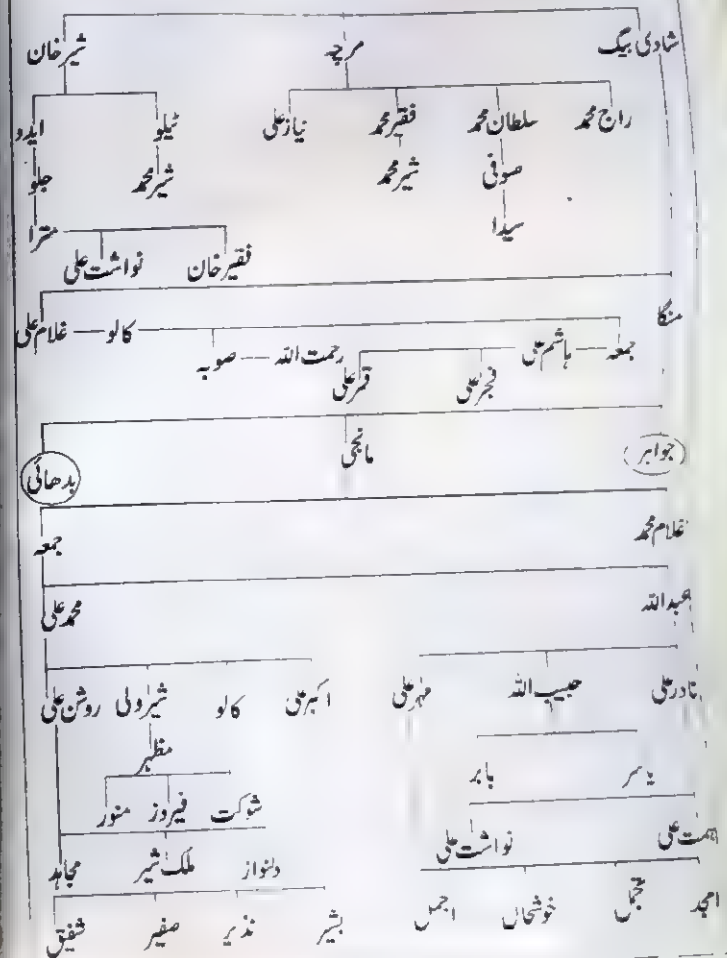 شادی بیگ مرچہ شیر خان
راج محمد سلطان محمد فقیر محمد نیاز علی ٹیلو ایدو
صوفی شیر محمد شیر محمد جلو
سیدا مترا
فقیر خان نواشت علی
منگا
جمعہ ہاشم علی رحمت اللہ صوبہ کالو غلام علی
فجر علی قمر علی
جواہر مانجی بدھائی
غلام محمد جمعہ
عبداللہ محمد علی
نادر علی حبیب اللہ مہر علی اکبر علی کالو شیر ولی روشن علی
مظہر
یاسر بابر
شوکت فیروز منور
ہمت علی نواشت علی دلنواز ملک شیر مجاہد
امجد تجمل خوشحال اجمل بشیر نذیر صفیر شفیق